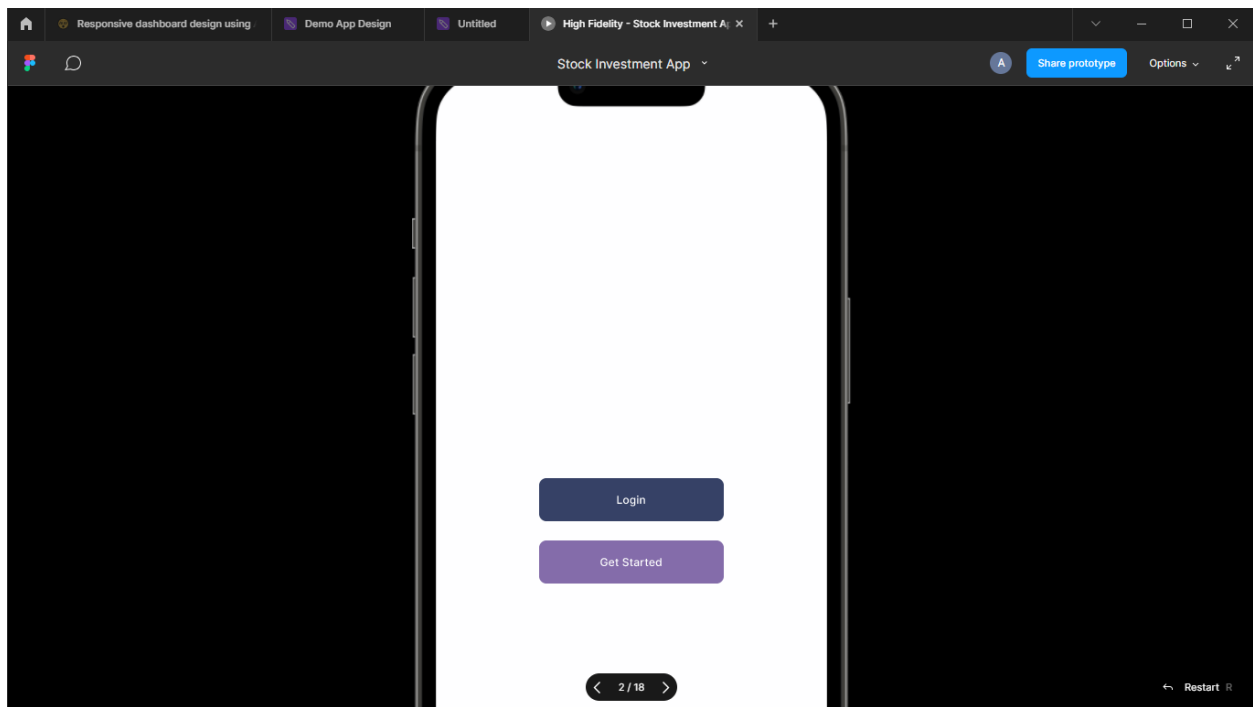 Responsive dashboard design using
Demo App Design
Untitled
High Fidelity - Stock Investment Ap
Stock Investment App
A
Share prototype
Options
Login
Get Started
2 / 18
Restart R